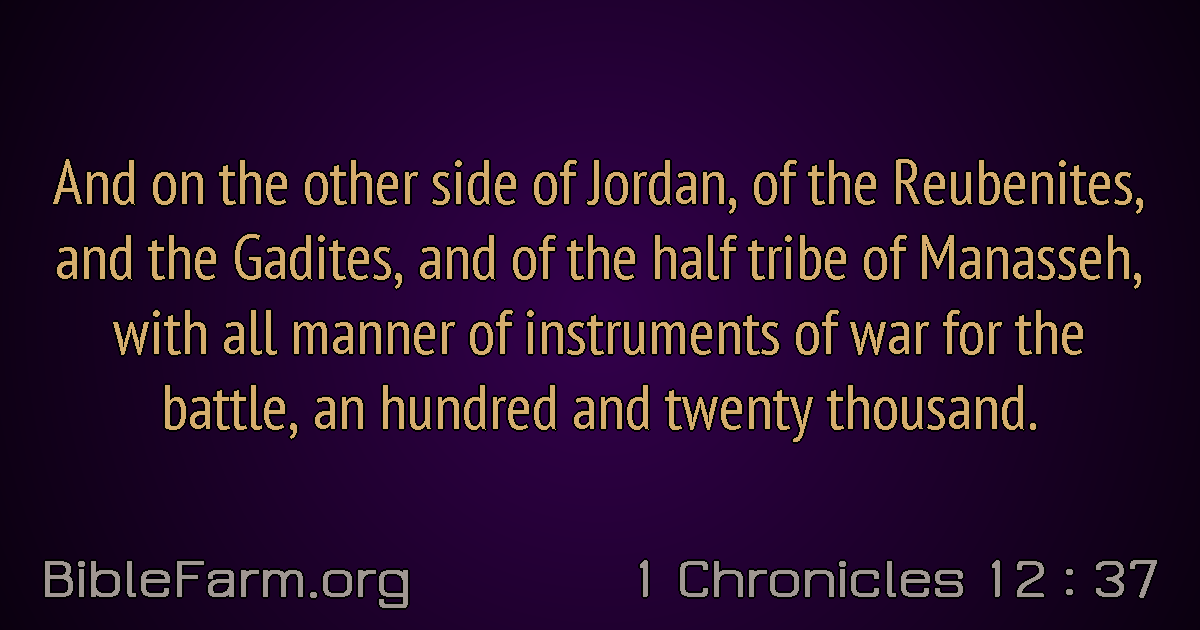 And on the other side of Jordan, of the Reubenites,
and the Gadites, and of the half tribe of Manasseh,
with all manner of instruments of war for the
battle, an hundred and twenty thousand.
BibleFarm.org
1 Chronicles 12 : 37